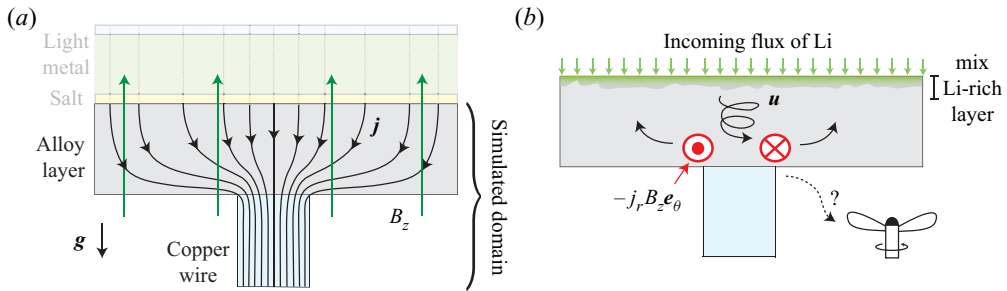 (a)
Light
metal
Salt
Alloy
layer
j
B_z
g
Copper
wire
Simulated domain
(b)
Incoming flux of Li
mix
Li-rich
layer
u
−j_r B_z e_θ
?